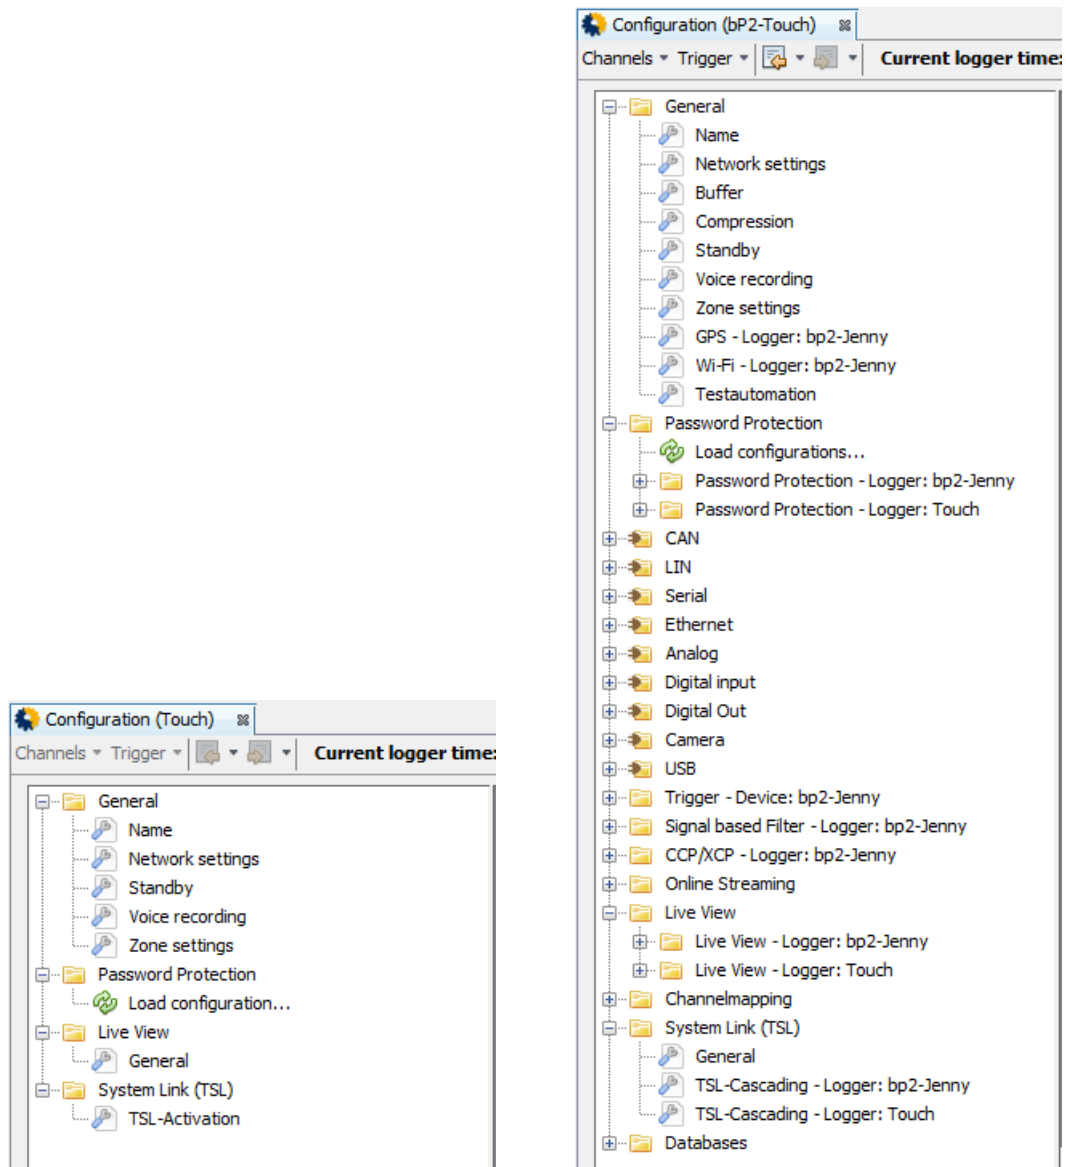 Configuration (Touch)
Channels Trigger Current logger time:
General
Name
Network settings
Standby
Voice recording
Zone settings
Password Protection
Load configuration...
Live View
General
System Link (TSL)
TSL-Activation
Configuration (bP2-Touch)
Channels Trigger Current logger time:
General
Name
Network settings
Buffer
Compression
Standby
Voice recording
Zone settings
GPS - Logger: bp2-Jenny
Wi-Fi - Logger: bp2-Jenny
Testautomation
Password Protection
Load configurations...
Password Protection - Logger: bp2-Jenny
Password Protection - Logger: Touch
CAN
LIN
Serial
Ethernet
Analog
Digital input
Digital Out
Camera
USB
Trigger - Device: bp2-Jenny
Signal based Filter - Logger: bp2-Jenny
CCP/XCP - Logger: bp2-Jenny
Online Streaming
Live View
Live View - Logger: bp2-Jenny
Live View - Logger: Touch
Channelmapping
System Link (TSL)
General
TSL-Cascading - Logger: bp2-Jenny
TSL-Cascading - Logger: Touch
Databases